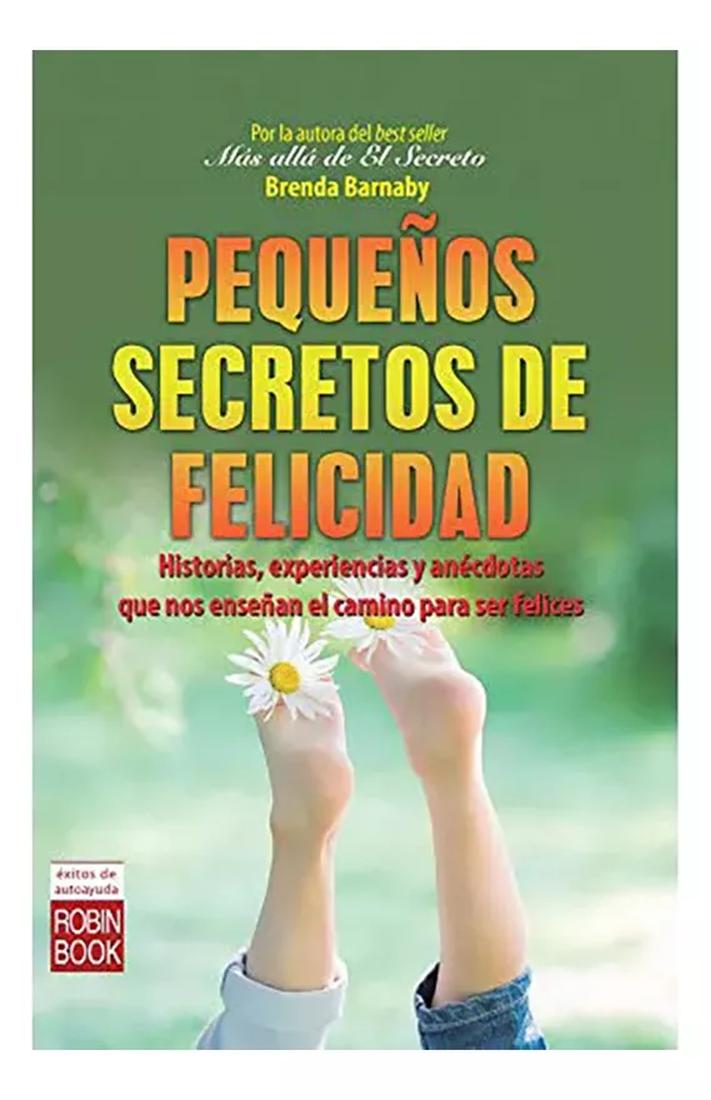 Por la autora del best seller
Más allá de El Secreto
Brenda Barnaby
PEQUEÑOS
SECRETOS DE
FELICIDAD
Historias, experiencias y anécdotas
que nos enseñan el camino para ser felices
éxitos de
autoayuda
ROBIN
BOOK